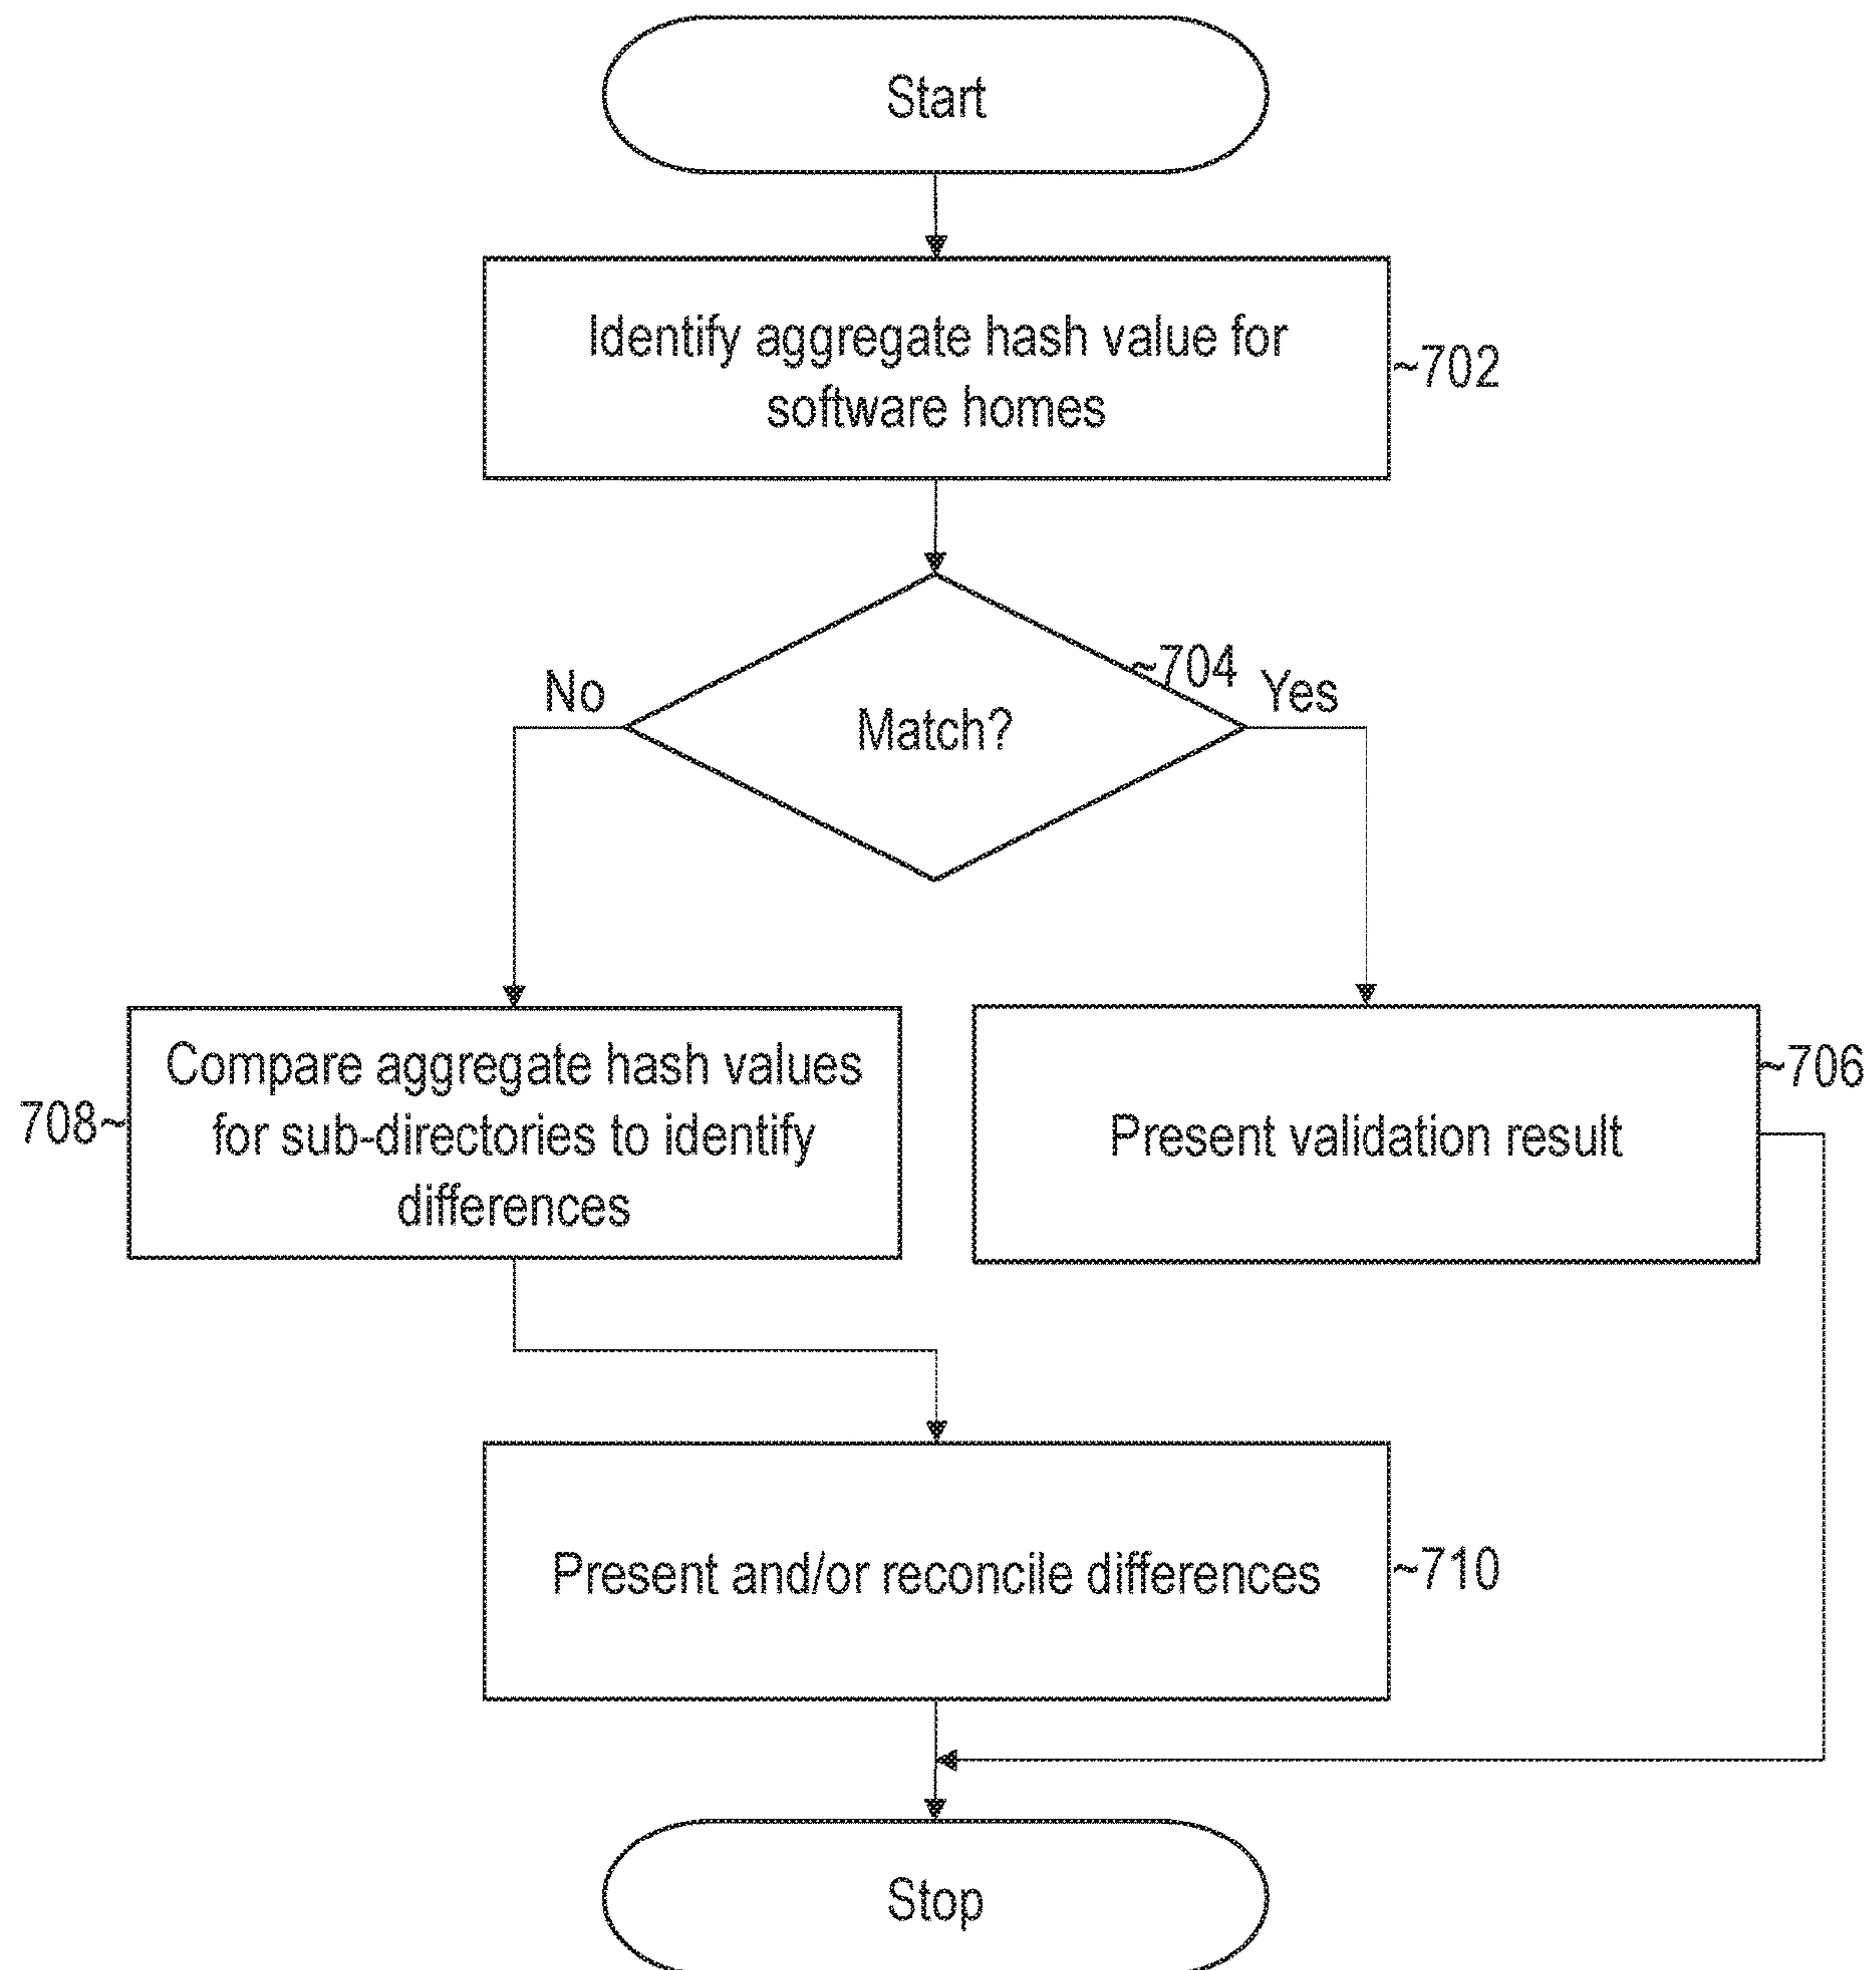 Start
Identify aggregate hash value for
software homes
~702
~704
No
Yes
Match?
Compare aggregate hash values
for sub-directories to identify
differences
708~
Present validation result
~706
Present and/or reconcile differences
~710
Stop